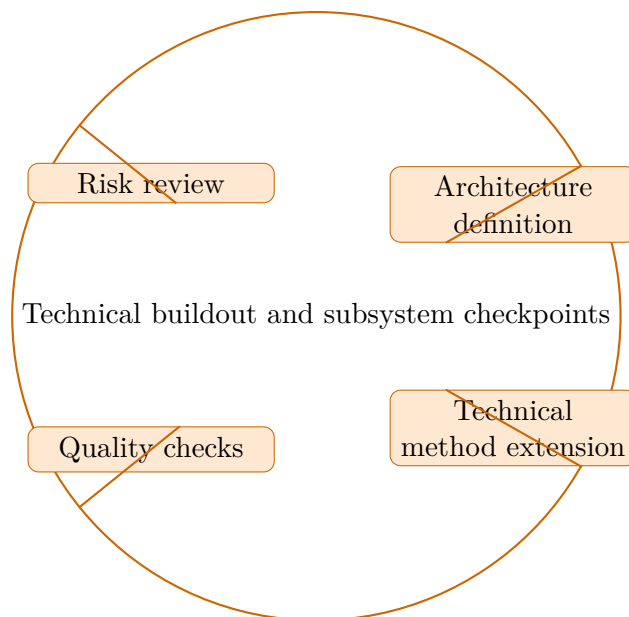 Risk review
Architecture
definition
Technical buildout and subsystem checkpoints
Quality checks
Technical
method extension